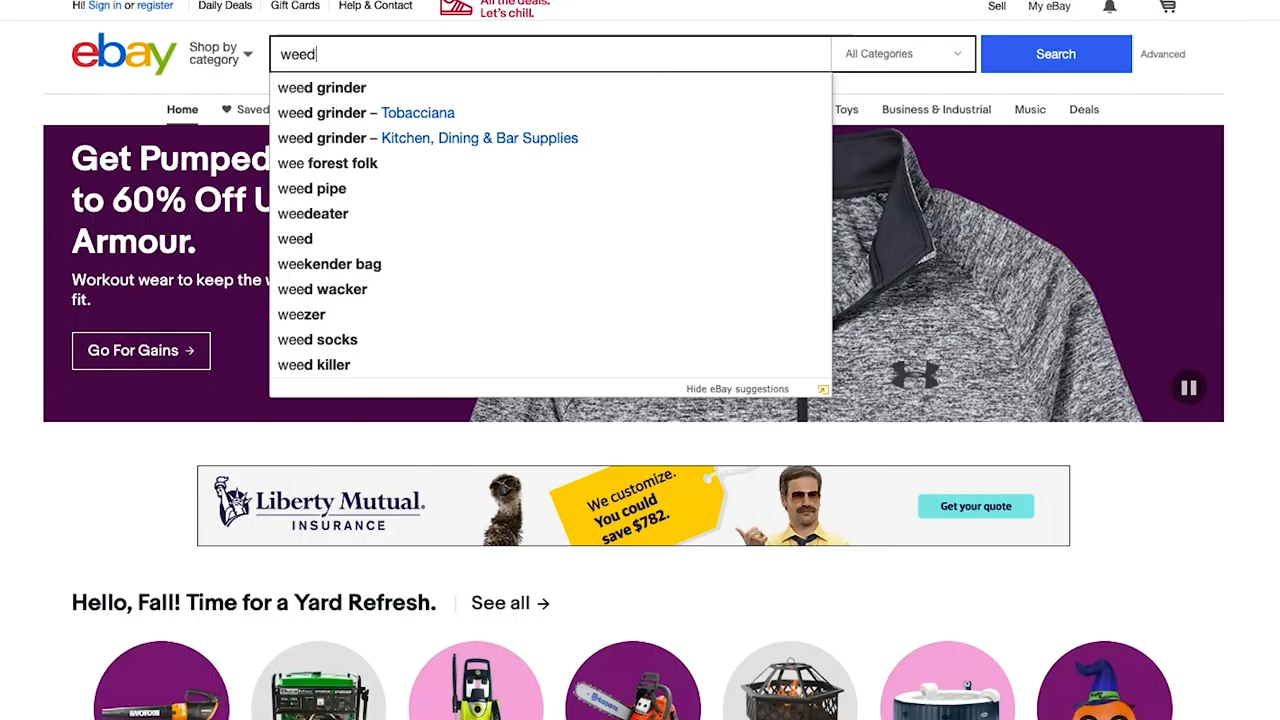 Hi! Sign in or register
Daily Deals
Gift Cards
Help & Contact
All the deals.
Let's chill.
Sell
My eBay
ebay
Shop by
category
weed
All Categories
Search
Advanced
weed grinder
weed grinder – Tobacciana
weed grinder – Kitchen, Dining & Bar Supplies
wee forest folk
weed pipe
weedeater
weed
weekender bag
weed wacker
weezer
weed socks
weed killer
Hide eBay suggestions
Home
Saved
Toys
Business & Industrial
Music
Deals
Get Pumped
to 60% Off U
Armour.
Workout wear to keep the
fit.
Go For Gains →
Liberty Mutual.
INSURANCE
We customize.
You could
save $782.
Get your quote
Hello, Fall! Time for a Yard Refresh.
See all →
WORX